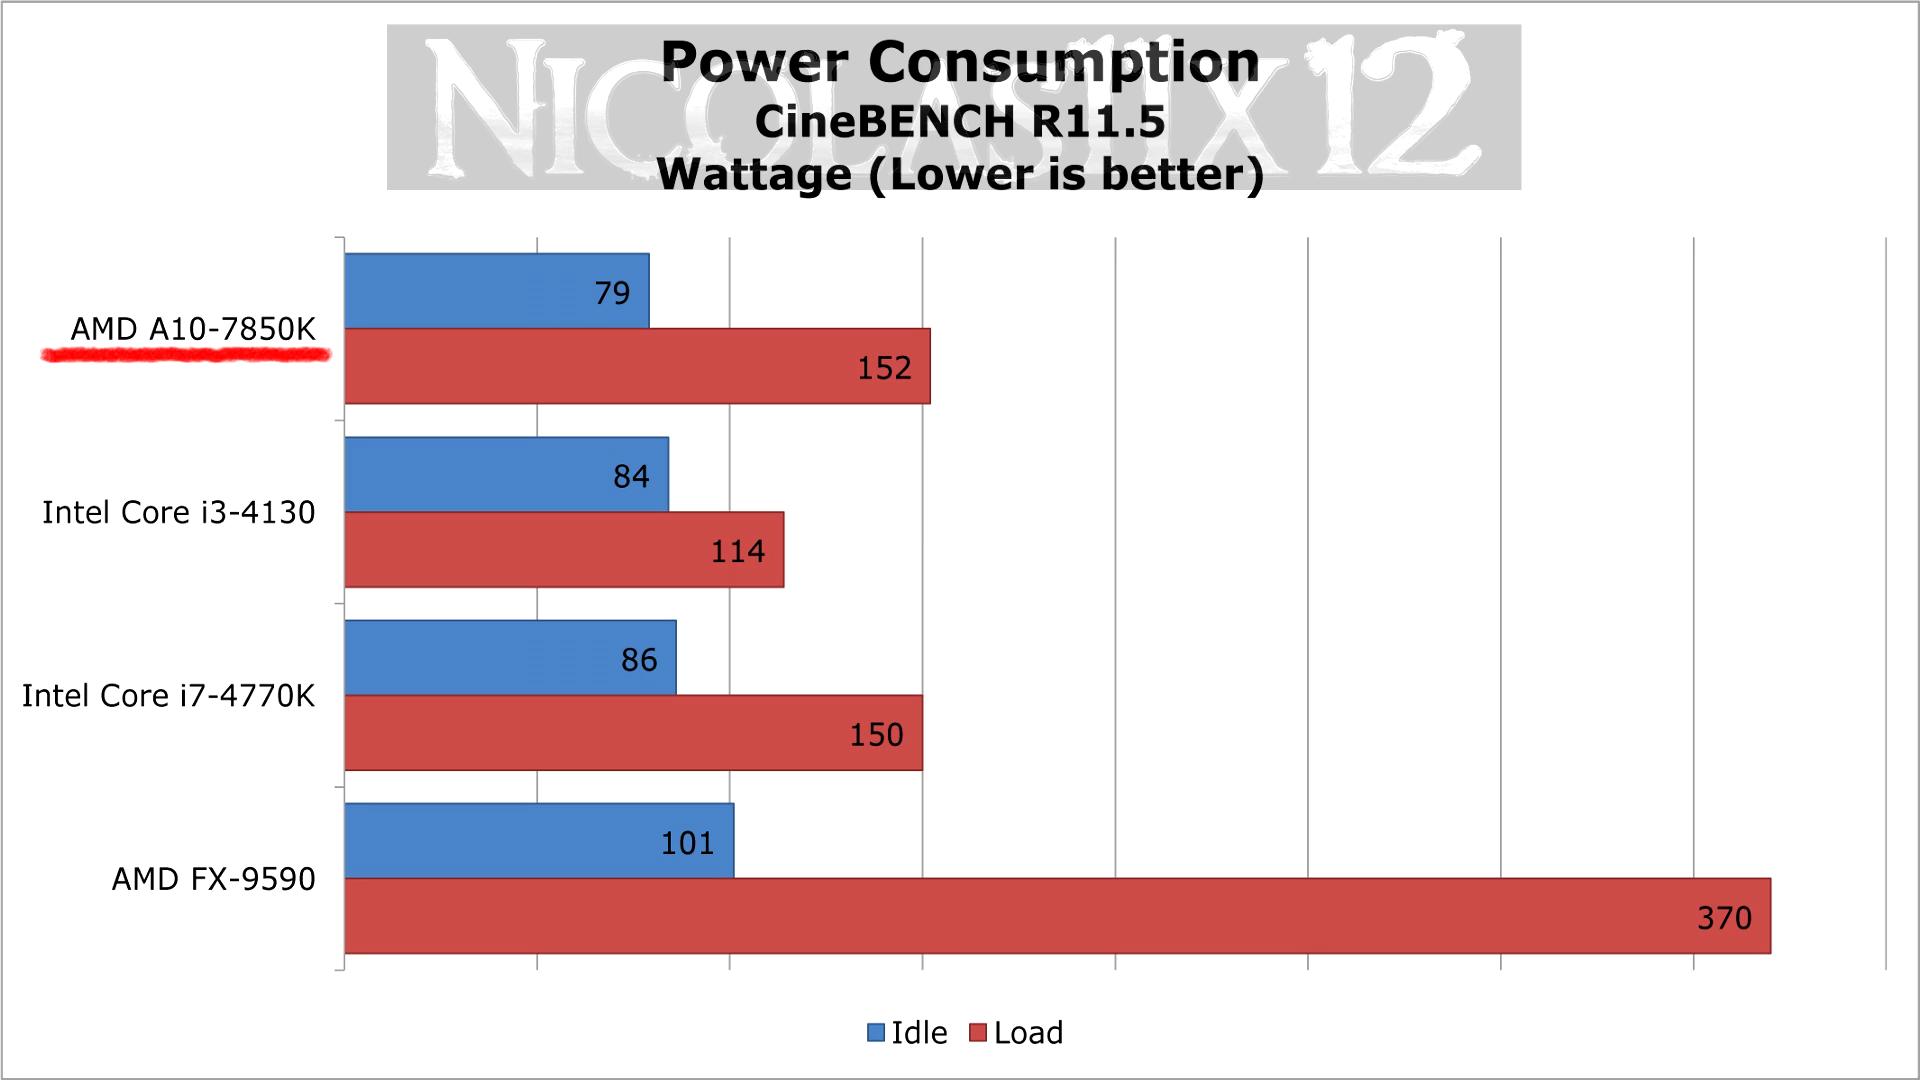 Nicolas11x12
Power Consumption
CineBENCH R11.5
Wattage (Lower is better)
AMD A10-7850K
79
152
Intel Core i3-4130
84
114
Intel Core i7-4770K
86
150
AMD FX-9590
101
370
Idle
Load